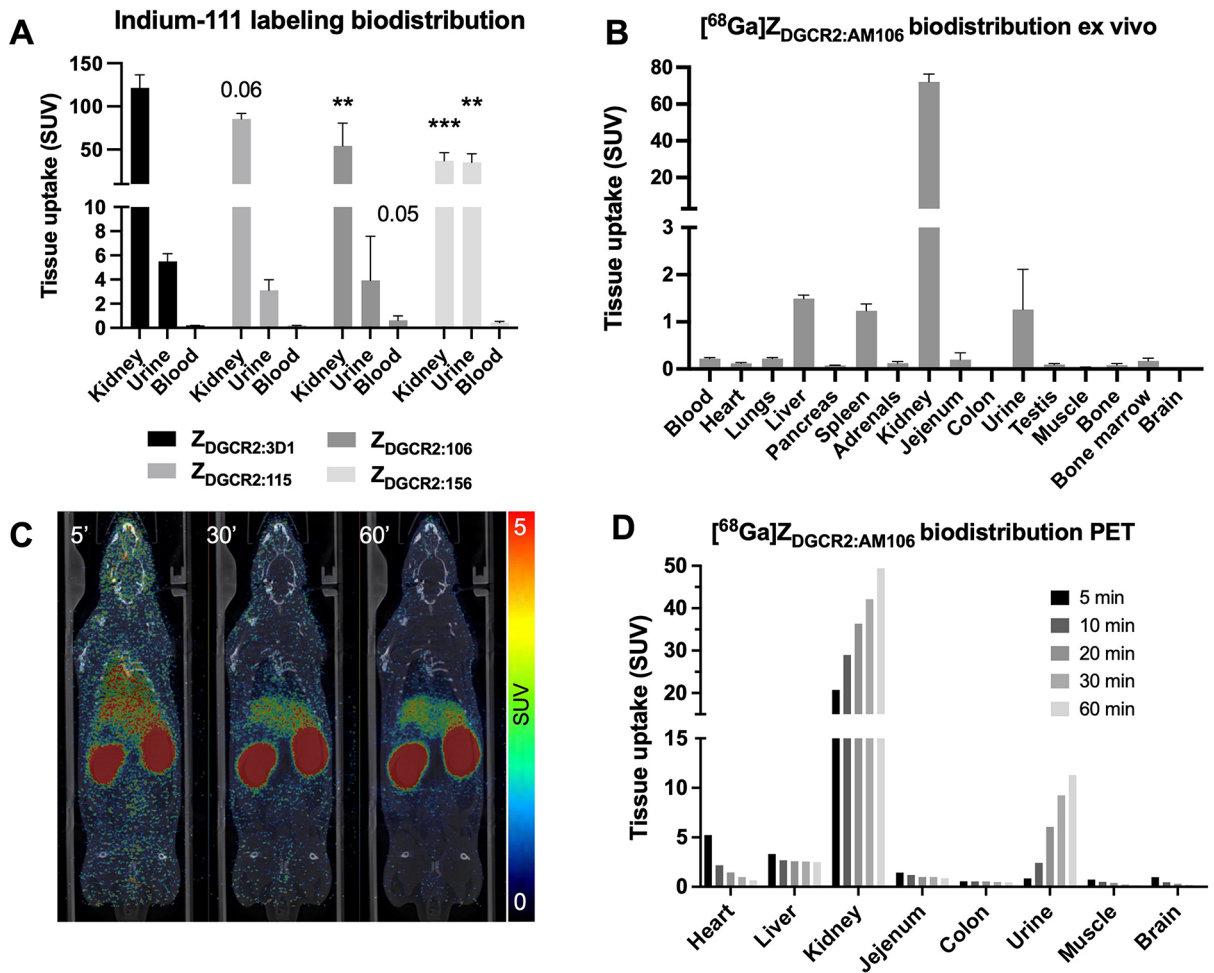 A
Indium-111 labeling biodistribution
Tissue uptake (SUV)
150
100
50
10
8
6
4
2
0
0.06
**
0.05
***
**
Kidney
Urine
Blood
Kidney
Urine
Blood
Kidney
Urine
Blood
Kidney
Urine
Blood
ZDGCR2:3D1
ZDGCR2:115
ZDGCR2:106
ZDGCR2:156
B
[68Ga]ZDGCR2:AM106 biodistribution ex vivo
Tissue uptake (SUV)
80
60
40
20
3
2
1
0
Blood
Heart
Lungs
Liver
Pancreas
Spleen
Adrenals
Kidney
Jejenum
Colon
Urine
Testis
Muscle
Bone
Bone marrow
Brain
C
5’
30’
60’
5
SUV
0
D
[68Ga]ZDGCR2:AM106 biodistribution PET
Tissue uptake (SUV)
50
40
30
20
15
10
5
0
5 min
10 min
20 min
30 min
60 min
Heart
Liver
Kidney
Jejenum
Colon
Urine
Muscle
Brain